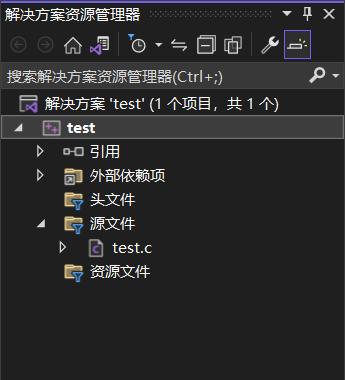 解决方案资源管理器
搜索解决方案资源管理器(Ctrl+;)
解决方案 'test' (1 个项目，共 1 个)
test
引用
外部依赖项
头文件
源文件
test.c
资源文件